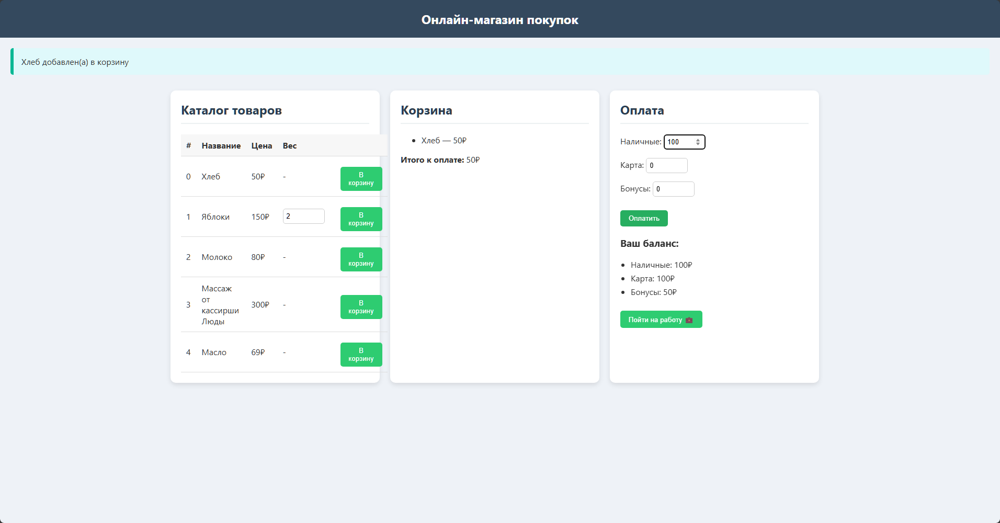 Онлайн-магазин покупок
Хлеб добавлен(а) в корзину
Каталог товаров
# Название Цена Вес
0 Хлеб 50₽ - В корзину
1 Яблоки 150₽ 2 В корзину
2 Молоко 80₽ - В корзину
3 Массаж от кассирши Люды 300₽ - В корзину
4 Масло 69₽ - В корзину
Корзина
• Хлеб — 50₽
Итого к оплате: 50₽
Оплата
Наличные: 100
Карта: 0
Бонусы: 0
Оплатить
Ваш баланс:
• Наличные: 100₽
• Карта: 100₽
• Бонусы: 50₽
Пойти на работу 💼